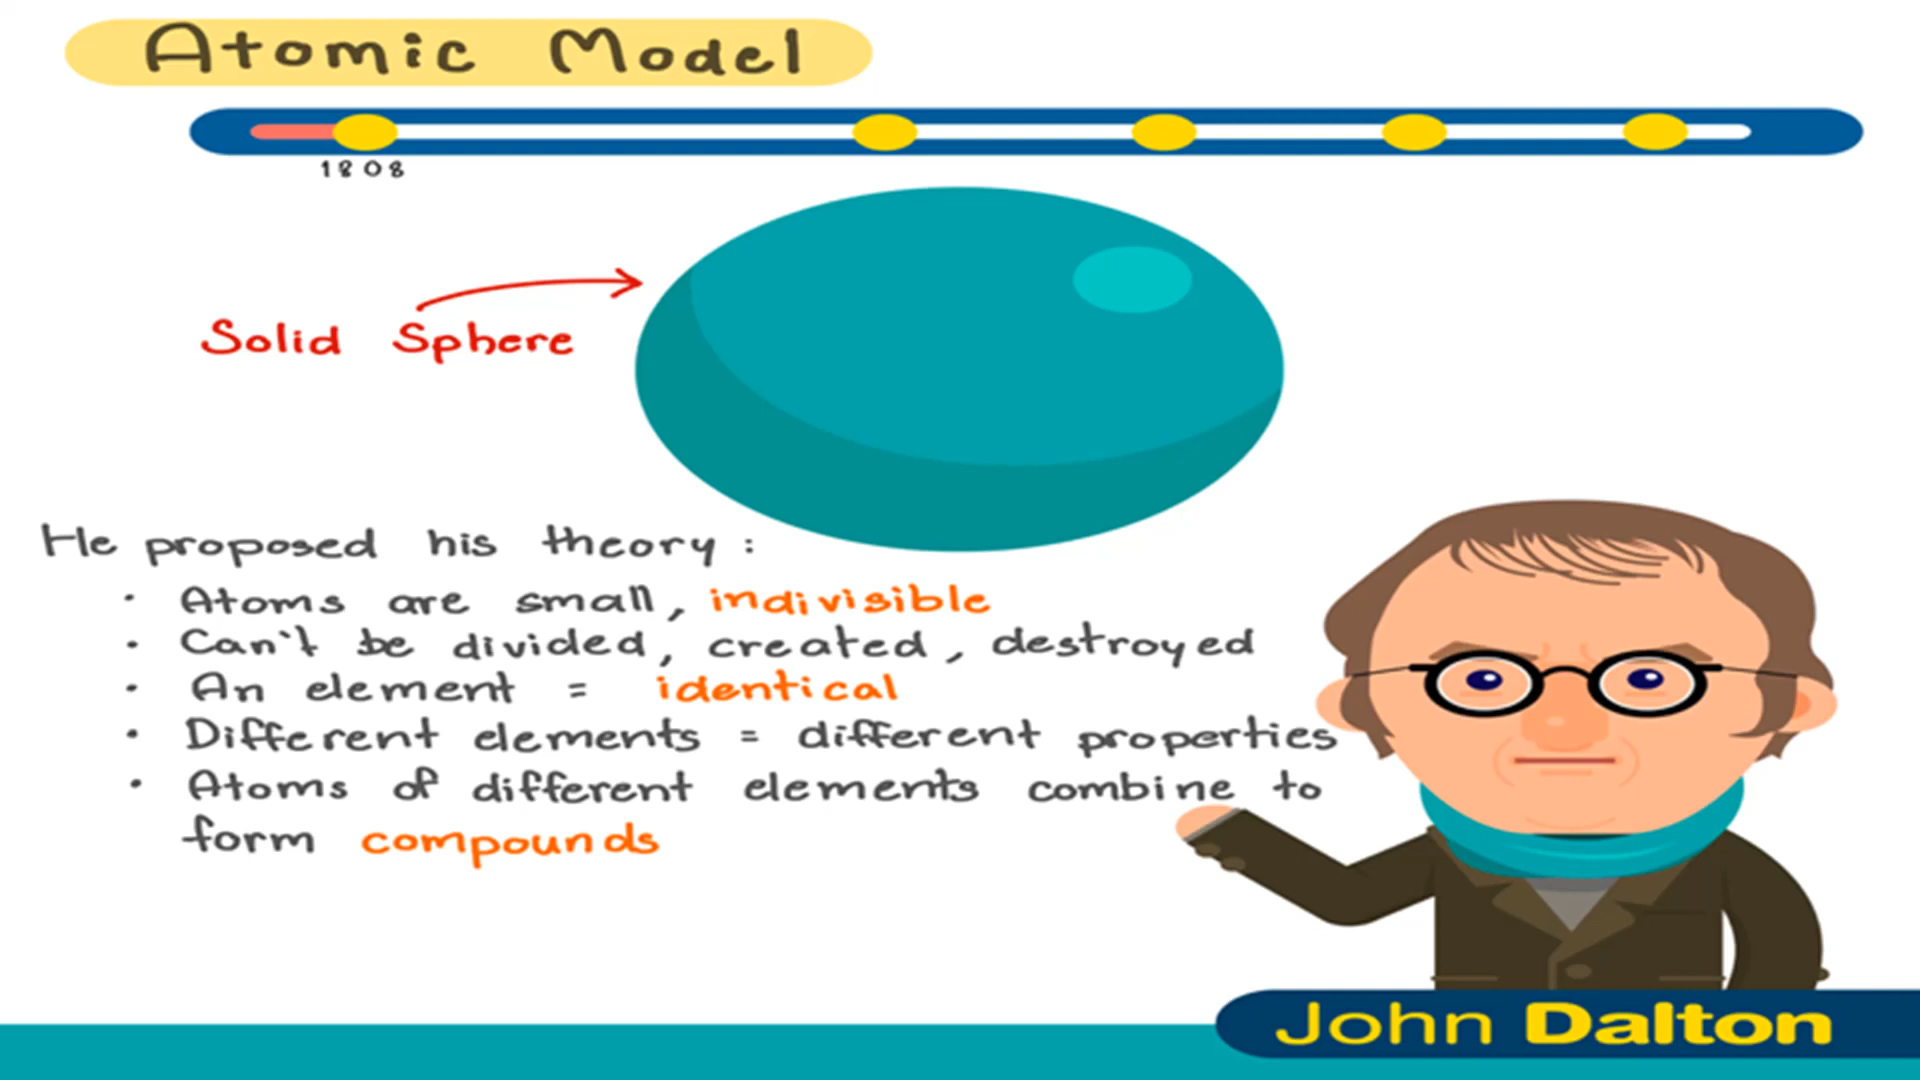 Atomic Model
1808
Solid Sphere
He proposed his theory :
· Atoms are small, indivisible
· Can't be divided, created, destroyed
· An element = identical
· Different elements = different properties
· Atoms of different elements combine to
form compounds
John Dalton